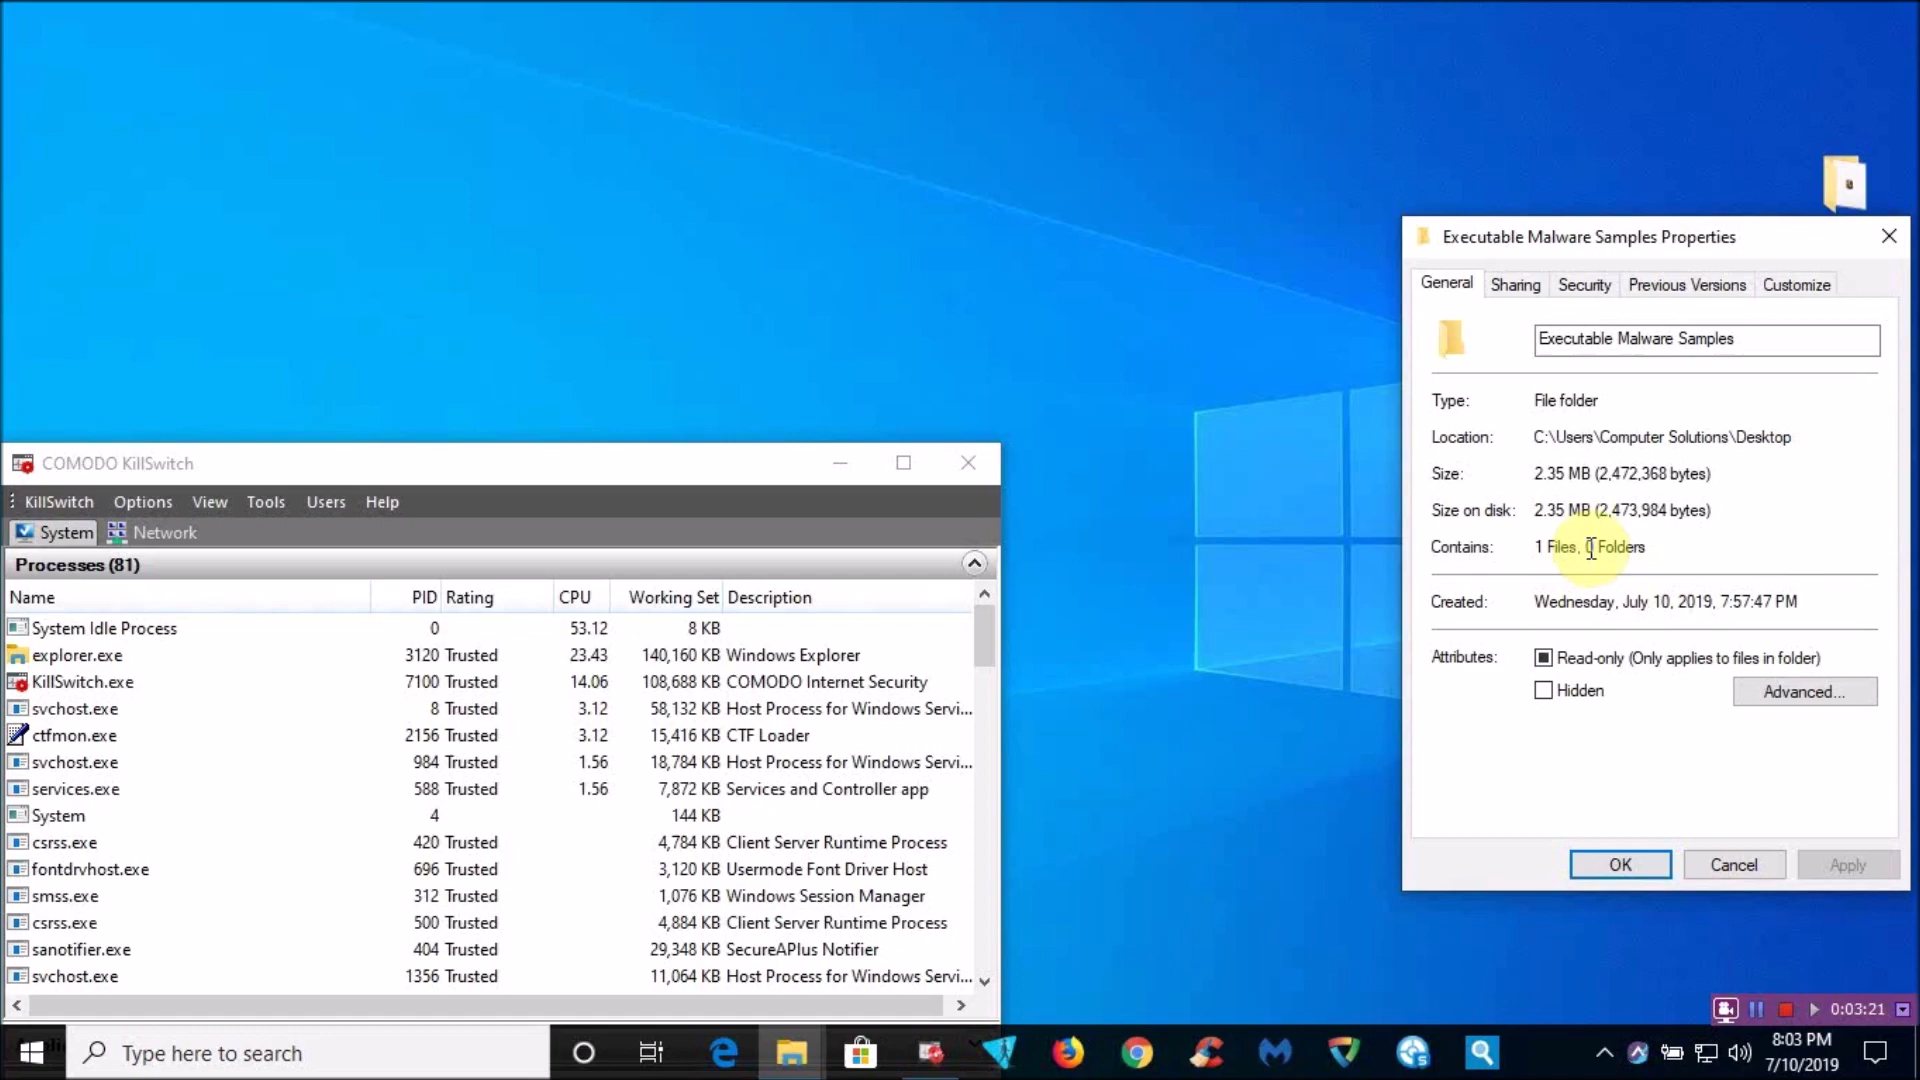 Executable Malware Samples Properties
General Sharing Security Previous Versions Customize
Executable Malware Samples
Type: File folder
Location: C:\Users\Computer Solutions\Desktop
Size: 2.35 MB (2,472,368 bytes)
Size on disk: 2.35 MB (2,473,984 bytes)
Contains: 1 Files, 0 Folders
Created: Wednesday, July 10, 2019, 7:57:47 PM
Attributes: Read-only (Only applies to files in folder)
Hidden Advanced...
OK Cancel Apply
COMODO KillSwitch
KillSwitch Options View Tools Users Help
System Network
Processes (81)
Name PID Rating CPU Working Set Description
System Idle Process 0 53.12 8 KB
explorer.exe 3120 Trusted 23.43 140,160 KB Windows Explorer
KillSwitch.exe 7100 Trusted 14.06 108,688 KB COMODO Internet Security
svchost.exe 8 Trusted 3.12 58,132 KB Host Process for Windows Servi...
ctfmon.exe 2156 Trusted 3.12 15,416 KB CTF Loader
svchost.exe 984 Trusted 1.56 18,784 KB Host Process for Windows Servi...
services.exe 588 Trusted 1.56 7,872 KB Services and Controller app
System 4 144 KB
csrss.exe 420 Trusted 4,784 KB Client Server Runtime Process
fontdrvhost.exe 696 Trusted 3,120 KB Usermode Font Driver Host
smss.exe 312 Trusted 1,076 KB Windows Session Manager
csrss.exe 500 Trusted 4,884 KB Client Server Runtime Process
sanotifier.exe 404 Trusted 29,348 KB SecureAPlus Notifier
svchost.exe 1356 Trusted 11,064 KB Host Process for Windows Servi...
0:03:21
Type here to search
8:03 PM
7/10/2019